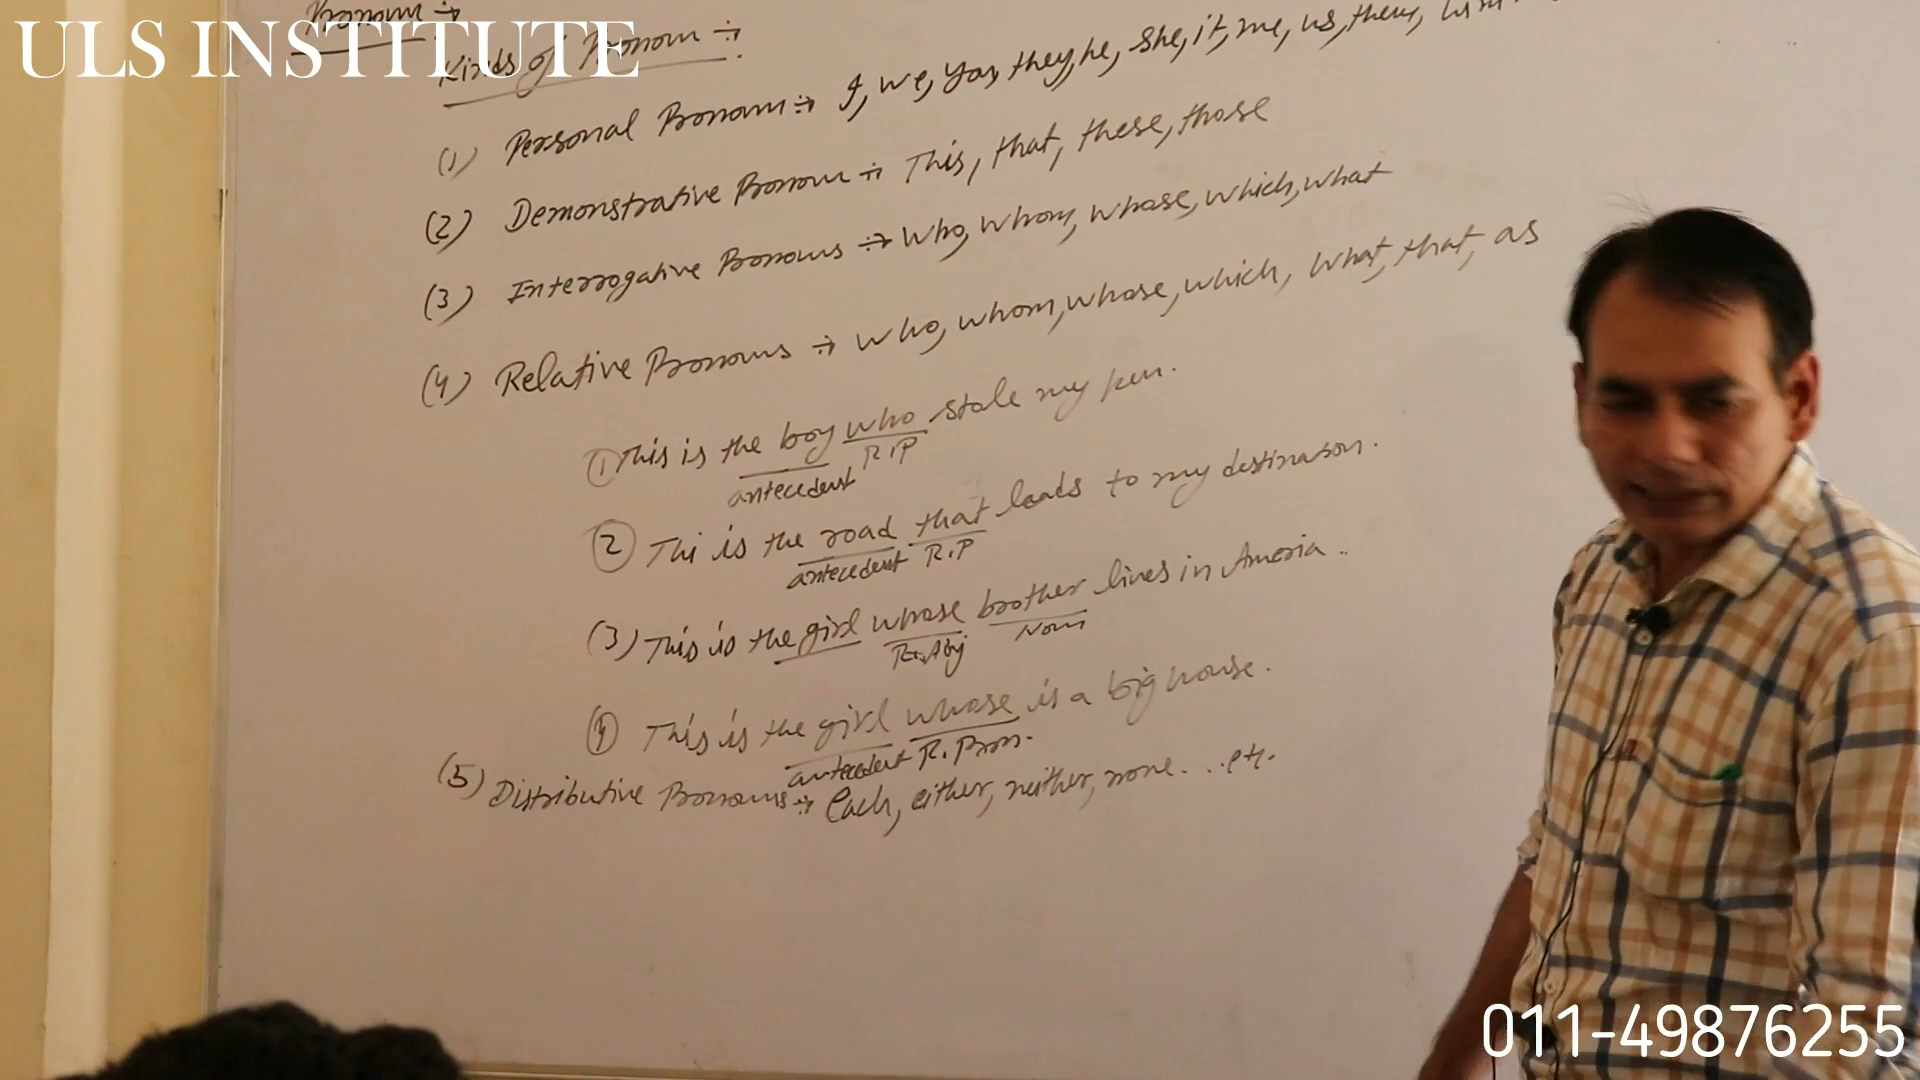 ULS INSTITUTE
Pronoun ÷
Kinds of Pronoun ÷
(1) Personal Pronoun ÷ I, we, you, they, he, she, it, me, us, them, him
(2) Demonstrative Pronoun ÷ This, that, these, those
(3) Interrogative Pronouns ÷ Who, whom, whose, which, what
(4) Relative Pronouns ÷ who, whom, whose, which, what, that, as
① This is the boy who stole my pen.
antecedent R.P
② Thi is the road that leads to my destination.
antecedent R.P
(3) This is the girl whose brother lives in Ameria ..
R.Adj Noun
④ This is the girl whose is a big house.
antecedent R. Pron.
(5) Distributive Pronouns ÷ Each, either, neither, none. . . etc.
011-49876255